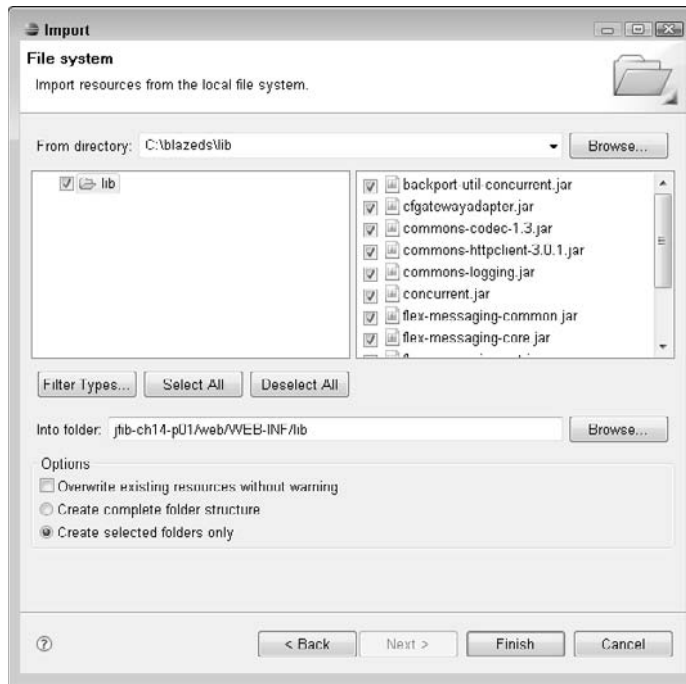 Import
File system
Import resources from the local file system.
From directory: C:\blazeds\lib
Browse...
lib
backport-util-concurrent.jar
cfgatewayadapter.jar
commons-codec-1.3.jar
commons-httpclient-3.0.1.jar
commons-logging.jar
concurrent.jar
flex-messaging-common.jar
flex-messaging-core.jar
Filter Types...
Select All
Deselect All
Into folder: jfib-ch14-p01/web/WEB-INF/lib
Browse...
Options
Overwrite existing resources without warning
Create complete folder structure
Create selected folders only
?
< Back
Next >
Finish
Cancel